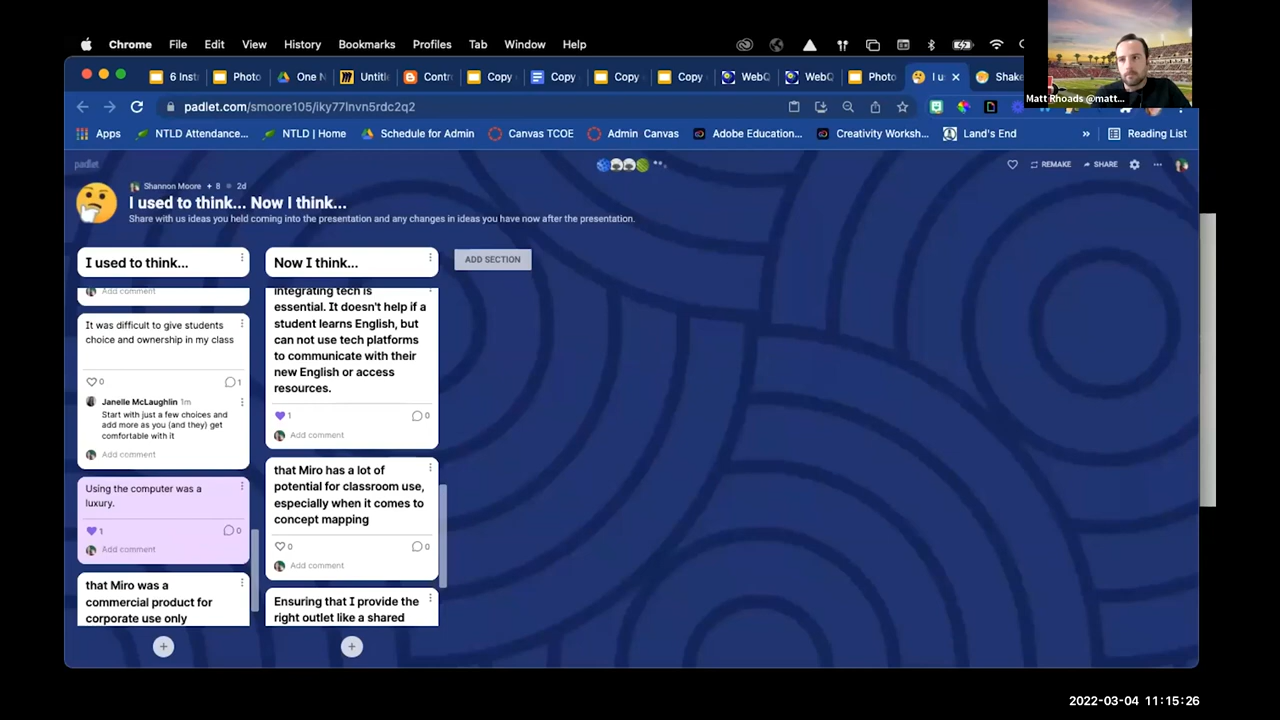 Chrome File Edit View History Bookmarks Profiles Tab Window Help
6 Inst Photo One N Untitl Contr Copy Copy Copy Copy WebQ WebQ Photo I us Shake
Matt Rhoads @matt...
padlet.com/smoore105/iky77lnvn5rdc2q2
Apps NTLD Attendance... NTLD | Home Schedule for Admin Canvas TCOE Admin Canvas Adobe Education... Creativity Worksh... Land's End » Reading List
padlet
REMAKE SHARE
Shannon Moore + 8 2d
I used to think... Now I think...
Share with us ideas you held coming into the presentation and any changes in ideas you have now after the presentation.
I used to think...
Add comment
It was difficult to give students
choice and ownership in my class
0 1
Janelle McLaughlin 1m
Start with just a few choices and
add more as you (and they) get
comfortable with it
Add comment
Using the computer was a
luxury.
1 0
Add comment
that Miro was a
commercial product for
corporate use only
Now I think...
integrating tech is
essential. It doesn't help if a
student learns English, but
can not use tech platforms
to communicate with their
new English or access
resources.
1 0
Add comment
that Miro has a lot of
potential for classroom use,
especially when it comes to
concept mapping
0 0
Add comment
Ensuring that I provide the
right outlet like a shared
ADD SECTION
2022-03-04 11:15:26